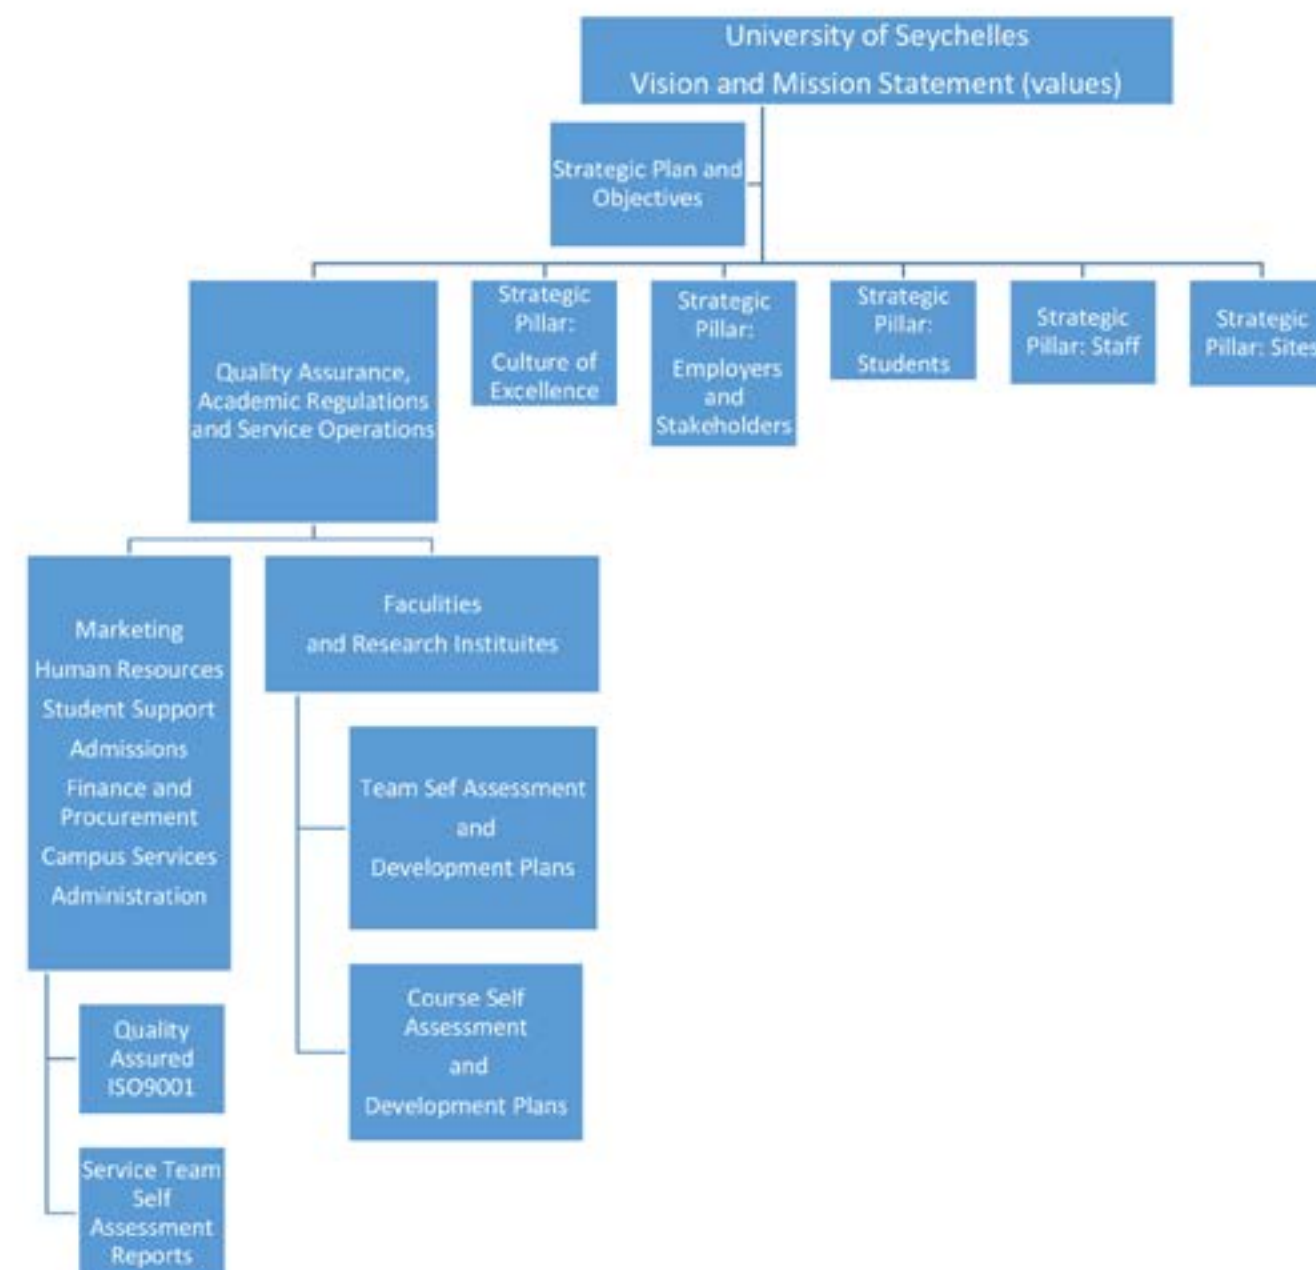 University of Seychelles
Vision and Mission Statement (values)
Strategic Plan and
Objectives
Quality Assurance,
Academic Regulations
and Service Operations
Strategic
Pillar:
Culture of
Excellence
Strategic
Pillar:
Employers
and
Stakeholders
Strategic
Pillar:
Students
Strategic
Pillar: Staff
Strategic
Pillar: Sites
Marketing
Human Resources
Student Support
Admissions
Finance and
Procurement
Campus Services
Administration
Faculities
and Research Instituites
Team Sef Assessment
and
Development Plans
Course Self
Assessment
and
Development Plans
Quality
Assured
ISO9001
Service Team
Self
Assessment
Reports